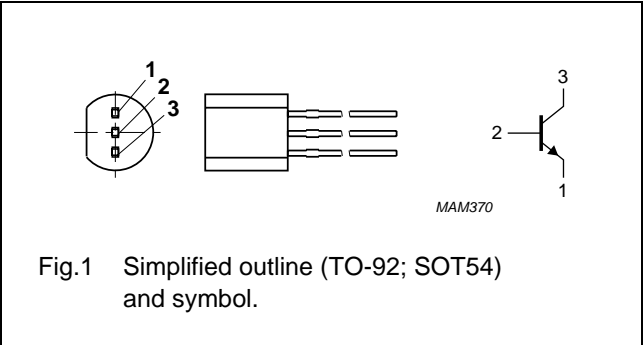 1
2
3
3
2
1
MAM370
Fig.1 Simplified outline (TO-92; SOT54)
and symbol.